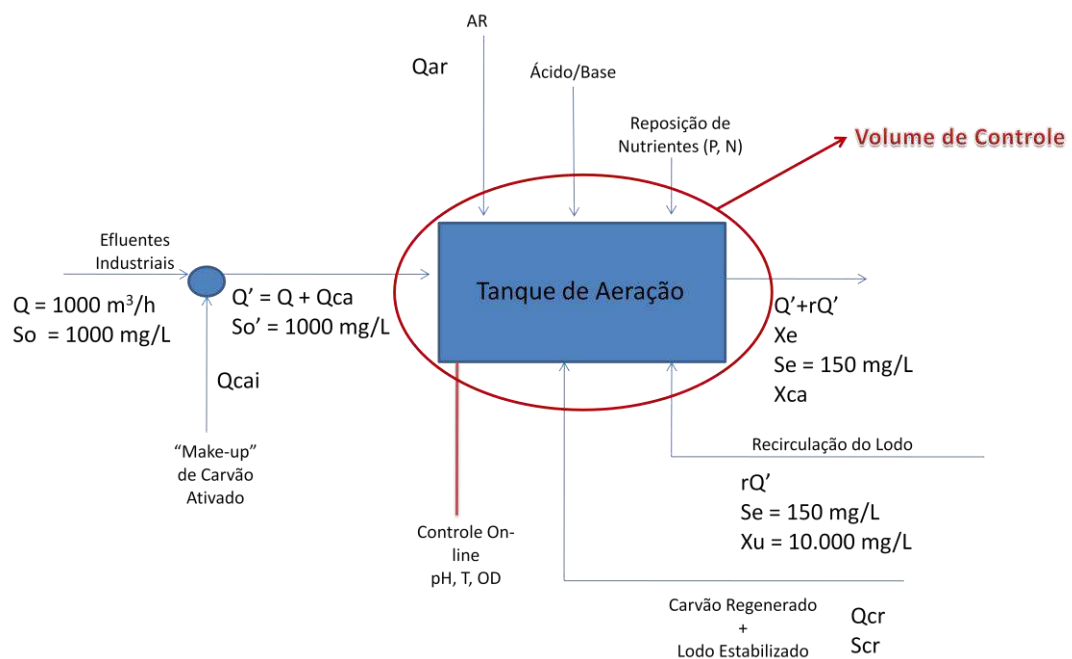 AR
Qar
Ácido/Base
Reposição de
Nutrientes (P, N)
Volume de Controle
Efluentes
Industriais
Q = 1000 m³/h
So = 1000 mg/L
Q' = Q + Qca
So' = 1000 mg/L
Qcai
"Make-up"
de Carvão
Ativado
Tanque de Aeração
Q'+rQ'
Xe
Se = 150 mg/L
Xca
Recirculação do Lodo
rQ'
Se = 150 mg/L
Xu = 10.000 mg/L
Controle On-
line
pH, T, OD
Carvão Regenerado
+
Lodo Estabilizado
Qcr
Scr